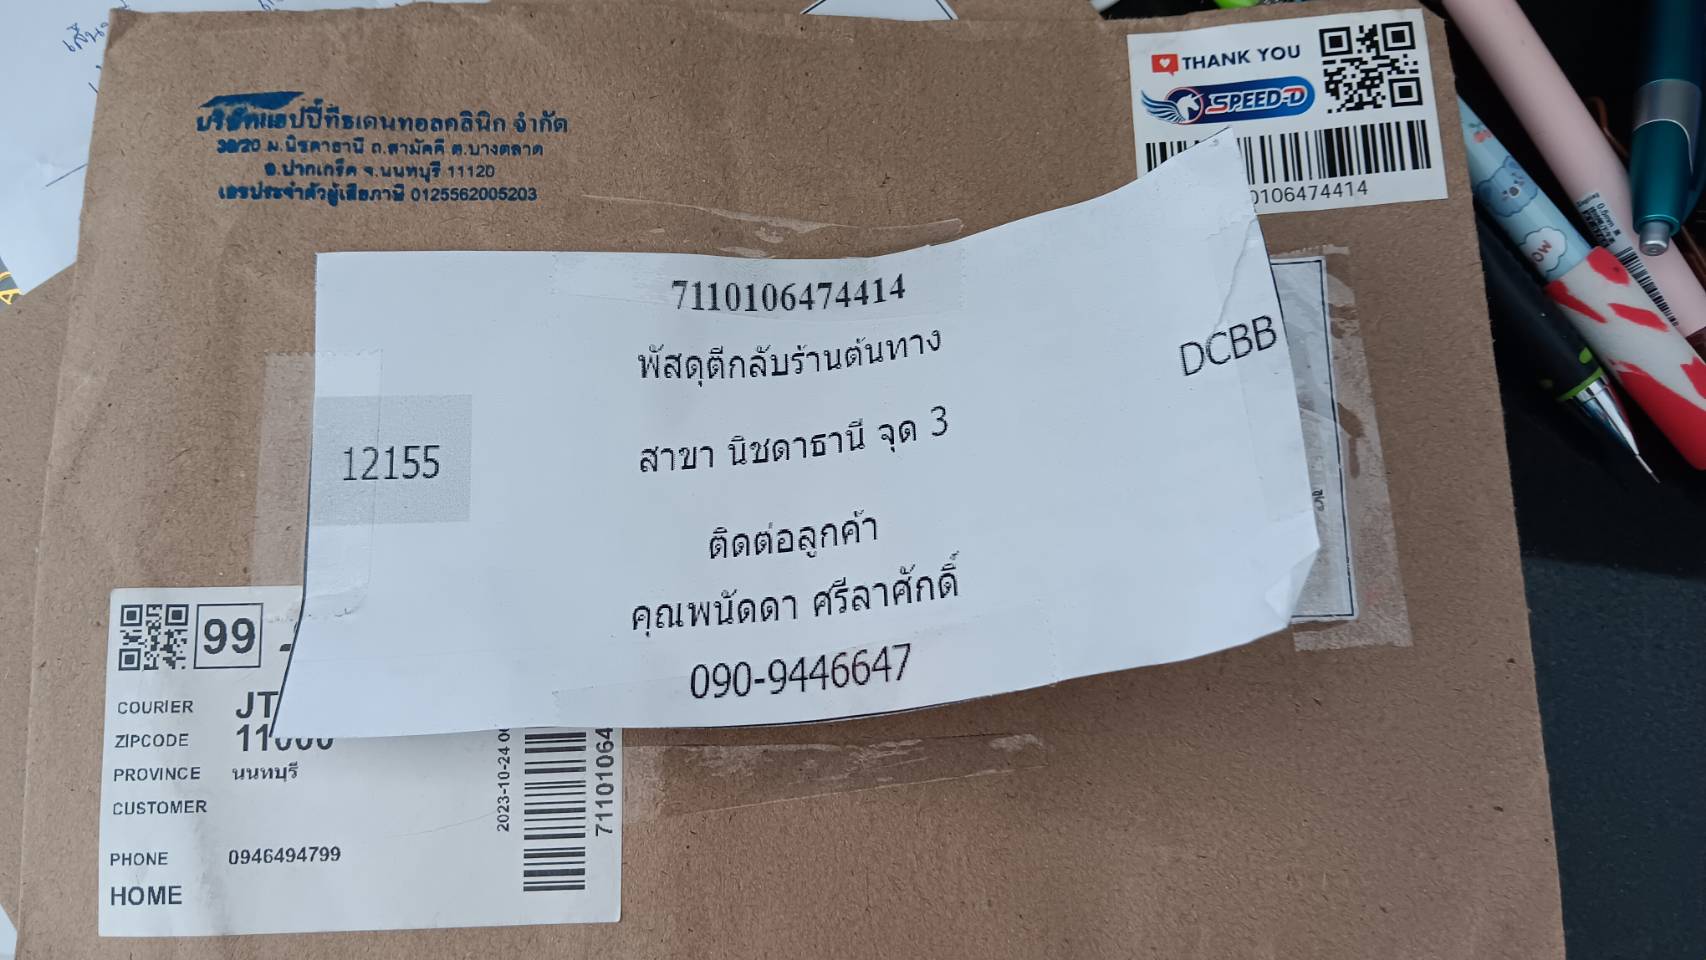 บริษัทแฮปปี้ทีธเดนทอลคลินิก จำกัด
30/20 ม.นิชดาธานี ถ.สามัคคี ต.บางตลาด
อ.ปากเกร็ด จ.นนทบุรี 11120
เลขประจำตัวผู้เสียภาษี 0125562005203
THANK YOU
SPEED-D
0106474414
7110106474414
พัสดุตีกลับร้านต้นทาง
DCBB
สาขา นิชดาธานี จุด 3
12155
ติดต่อลูกค้า
คุณพนัดดา ศรีลาศักดิ์
090-9446647
99
COURIER JT
ZIPCODE 11000
PROVINCE นนทบุรี
CUSTOMER
PHONE 0946494799
HOME
2023-10-24
71101064